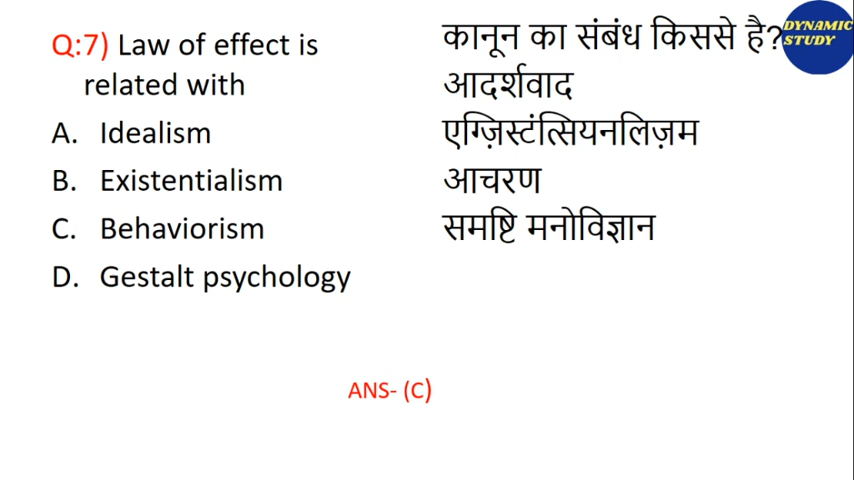 Q:7) Law of effect is
related with
A. Idealism
B. Existentialism
C. Behaviorism
D. Gestalt psychology
कानून का संबंध किससे है?
आदर्शवाद
एग्ज़िस्टंत्सियनलिज़म
आचरण
समष्टि मनोविज्ञान
DYNAMIC
STUDY
ANS- (C)